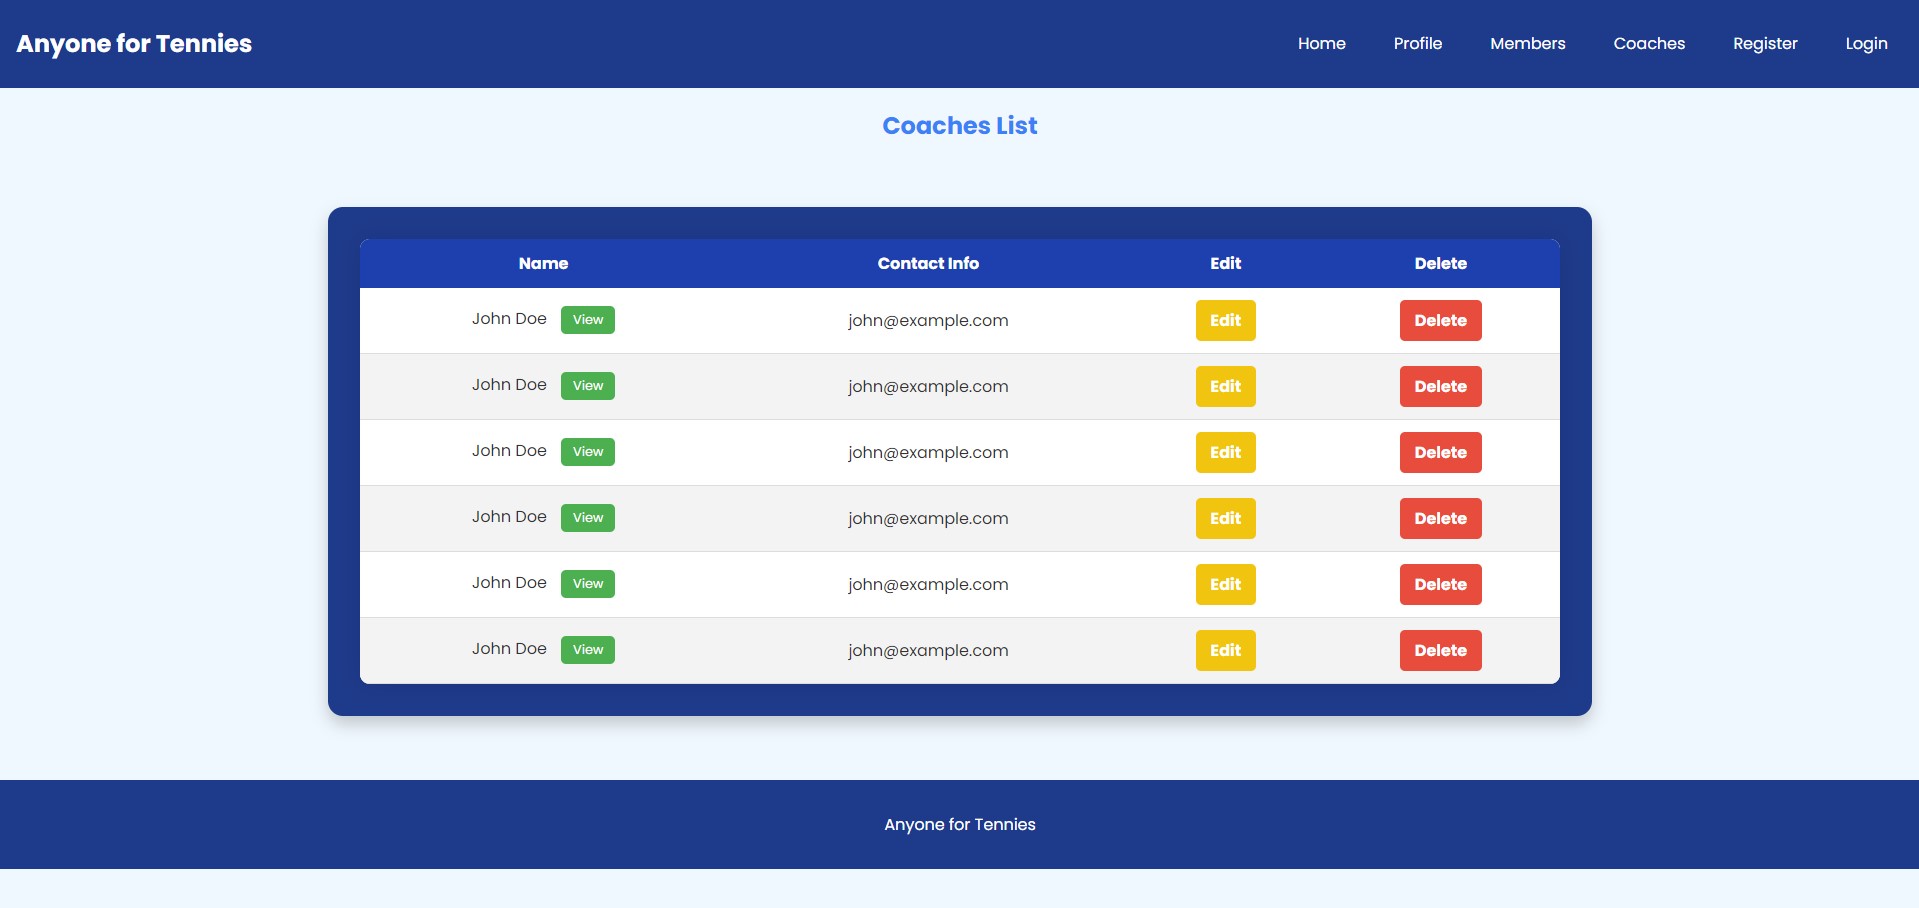 Anyone for Tennies Home Profile Members Coaches Register Login
Coaches List
Name Contact Info Edit Delete
John Doe View john@example.com Edit Delete
John Doe View john@example.com Edit Delete
John Doe View john@example.com Edit Delete
John Doe View john@example.com Edit Delete
John Doe View john@example.com Edit Delete
John Doe View john@example.com Edit Delete
Anyone for Tennies